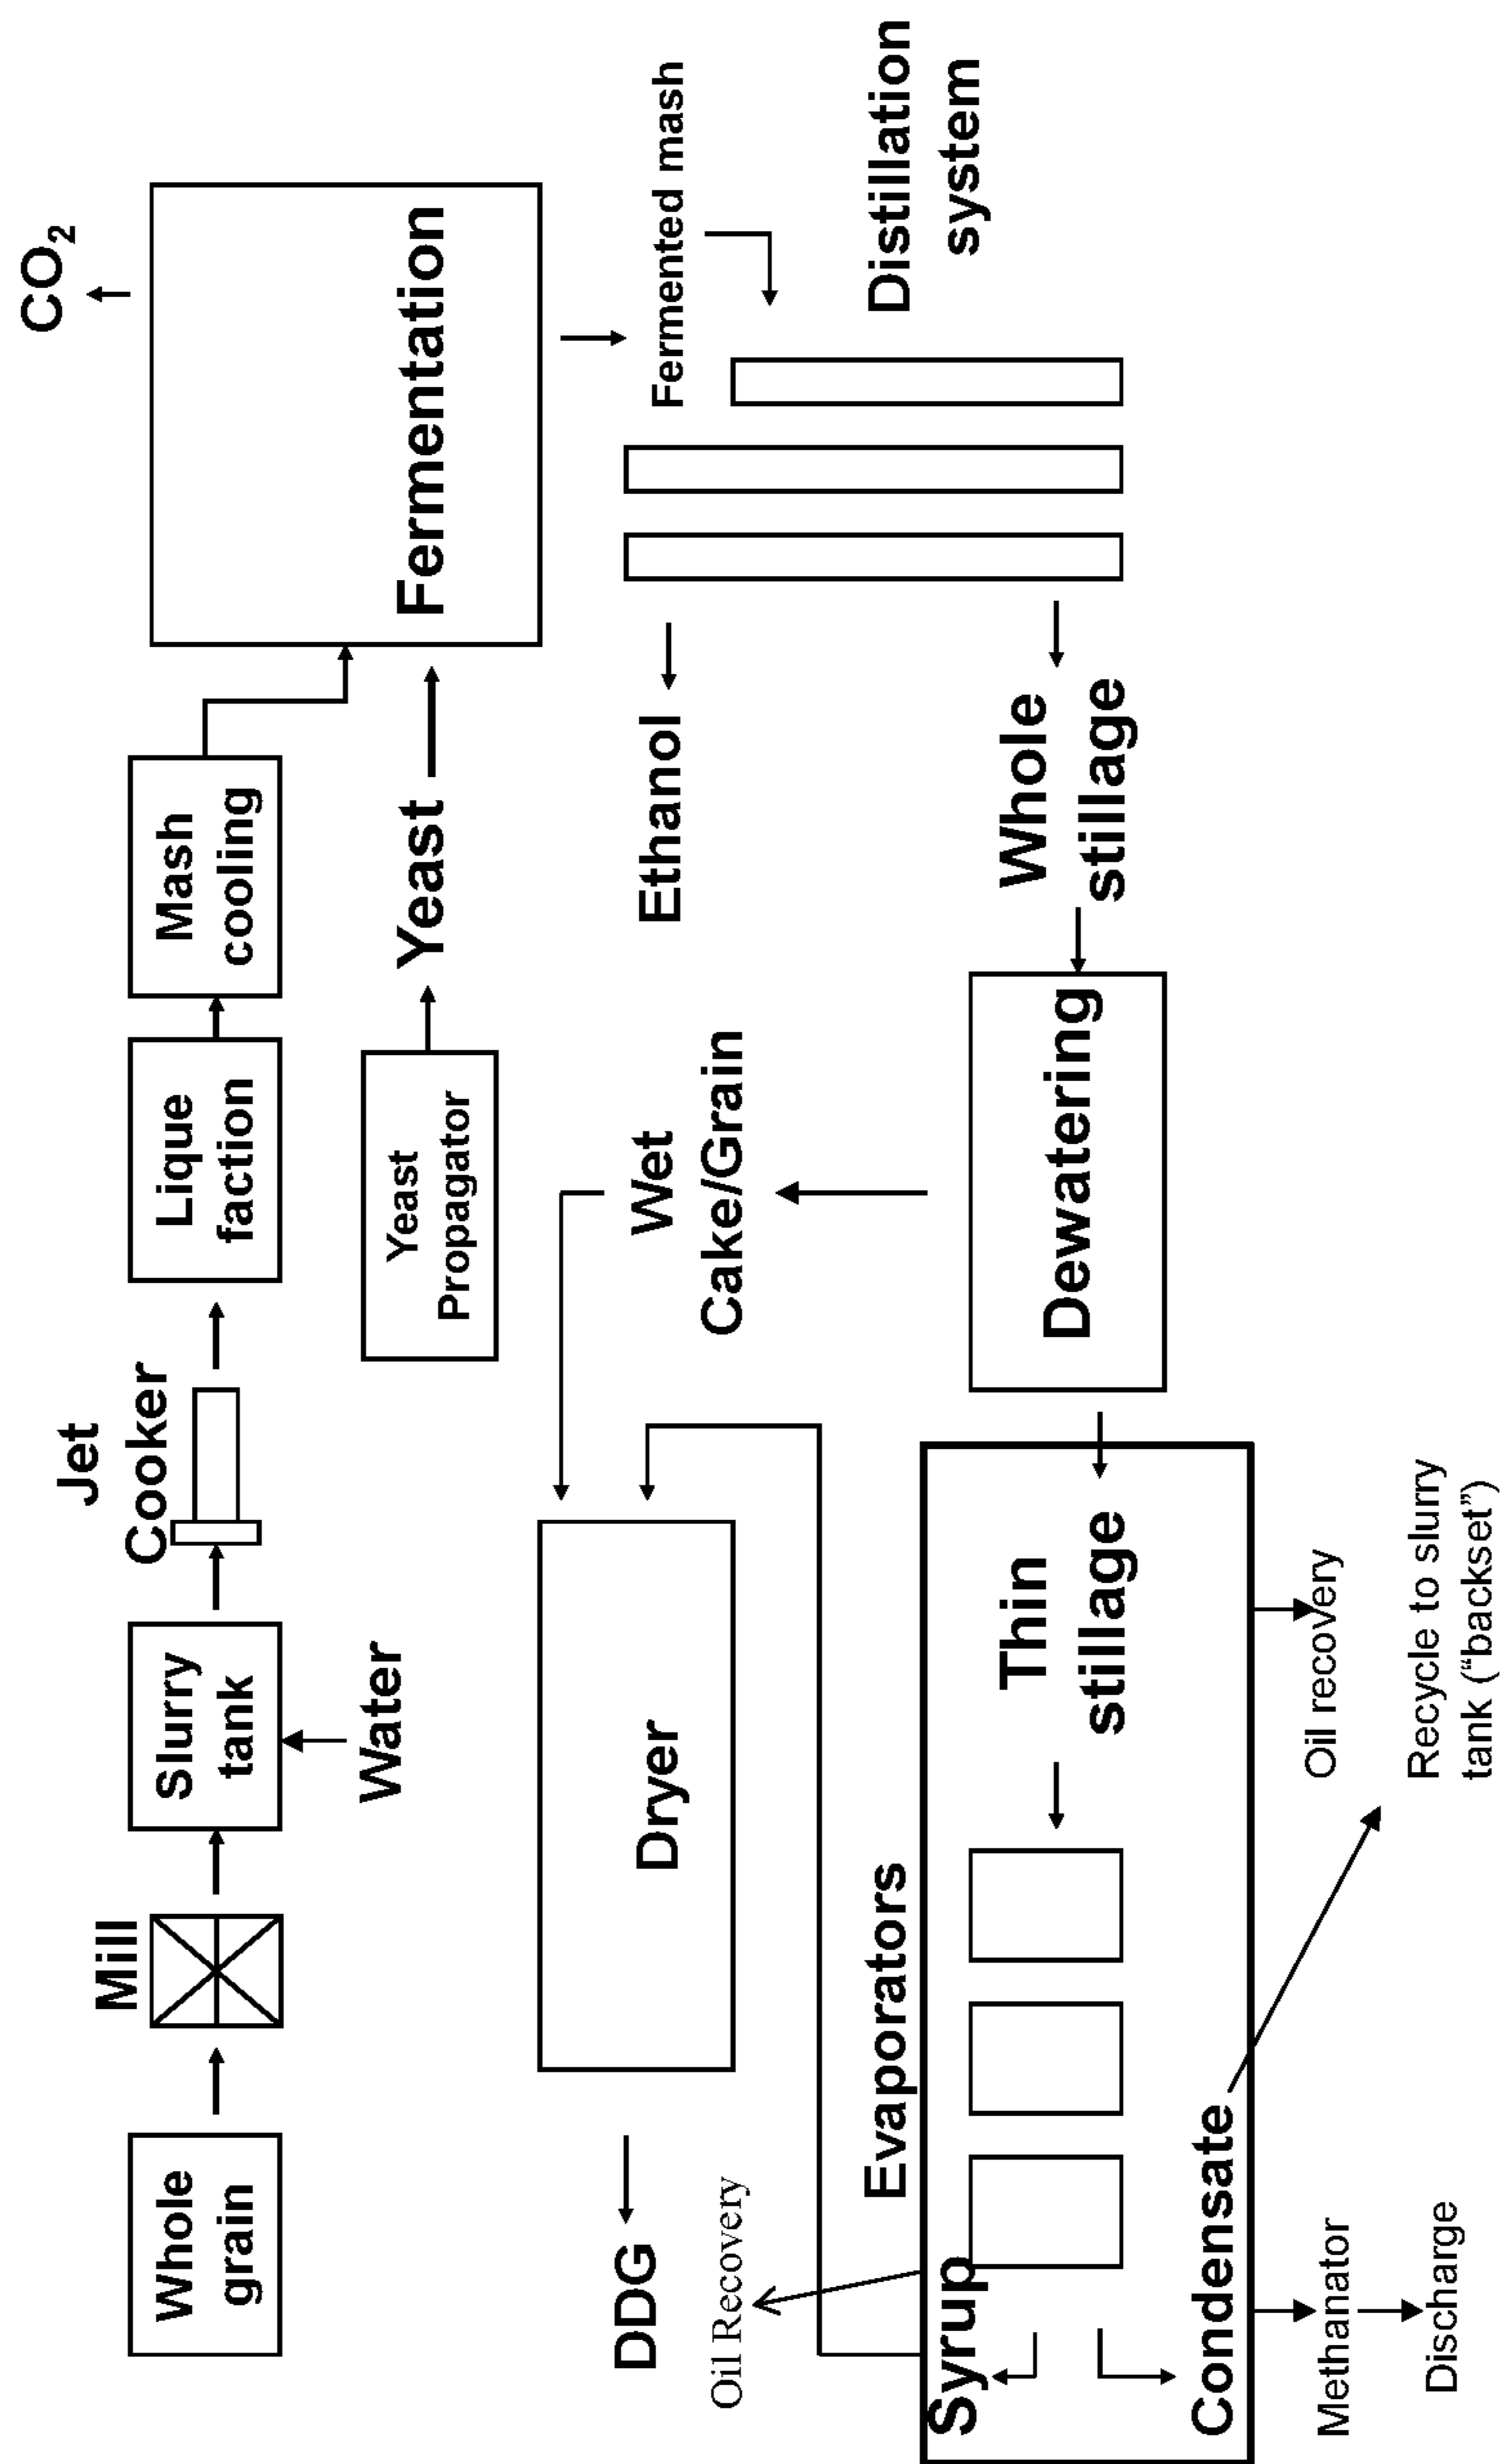 CO2
Jet
Cooker
Mill
Whole
grain
Slurry
tank
Lique
faction
Mash
cooling
Water
Yeast
Propagator
Yeast
Fermentation
Fermented mash
Distillation
system
Ethanol
Wet
Cake/Grain
Dryer
DDG
Oil Recovery
Evaporators
Whole
stillage
Dewatering
Thin
stillage
Syrup
Condensate
Oil recovery
Methanator
Discharge
Recycle to slurry
tank (“backset”)